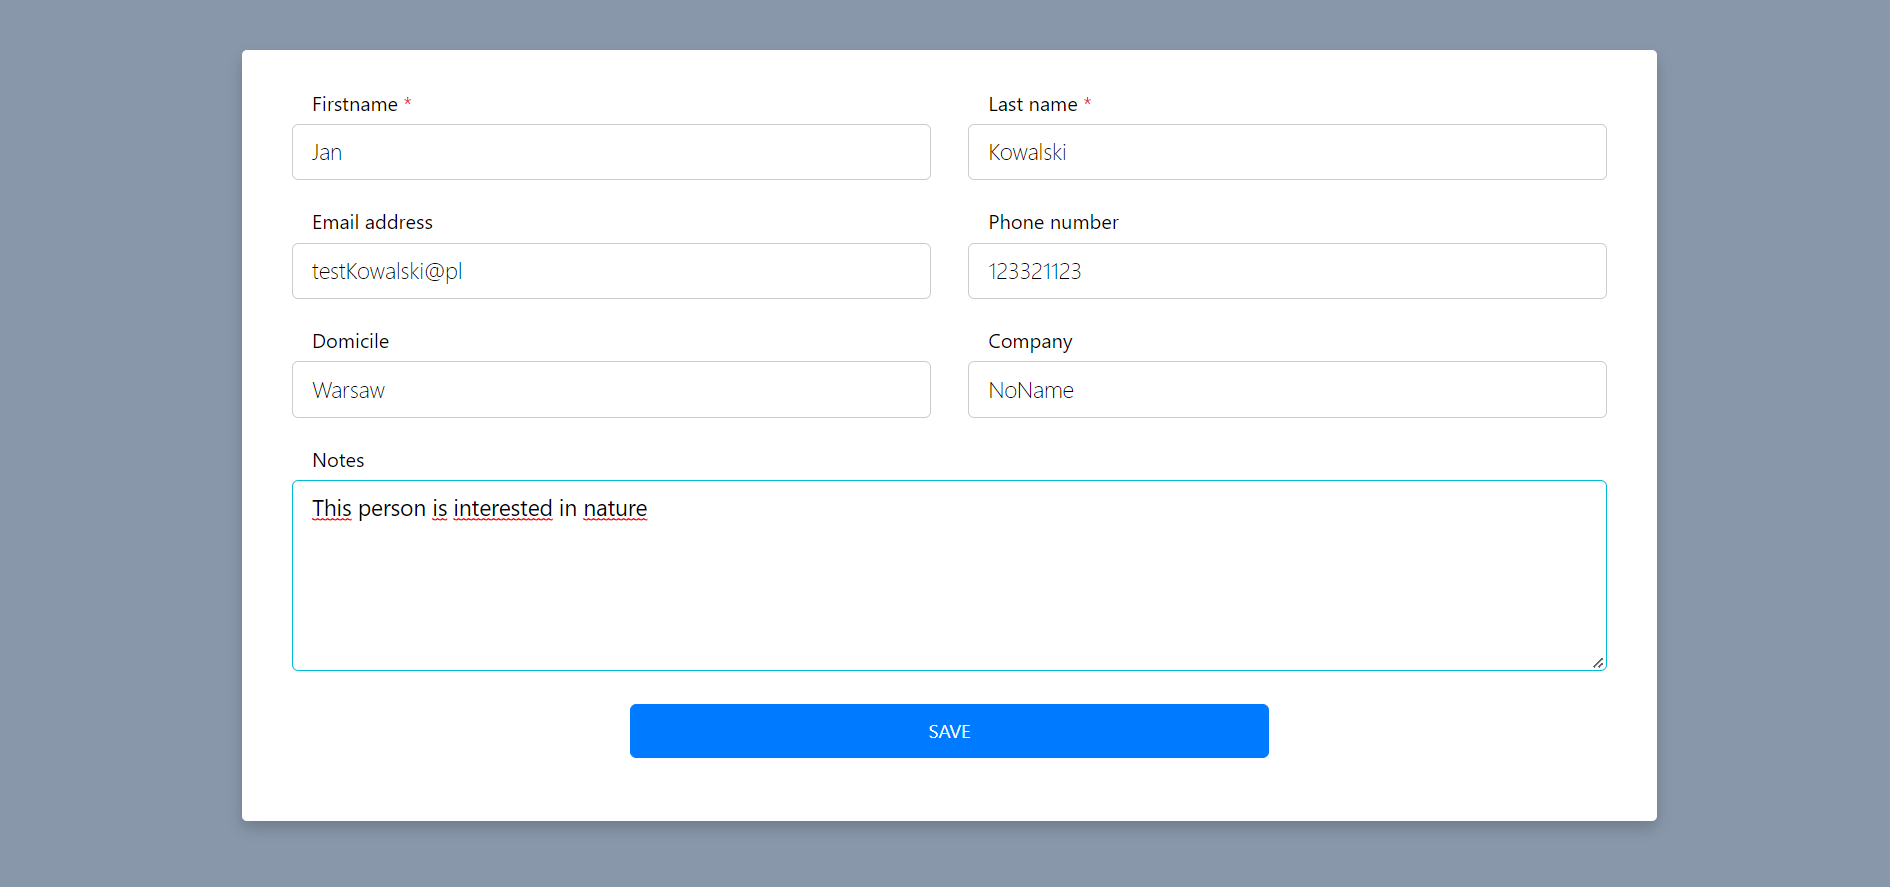 Firstname *
Last name *
Jan
Kowalski
Email address
Phone number
testKowalski@pl
123321123
Domicile
Company
Warsaw
NoName
Notes
This person is interested in nature
SAVE